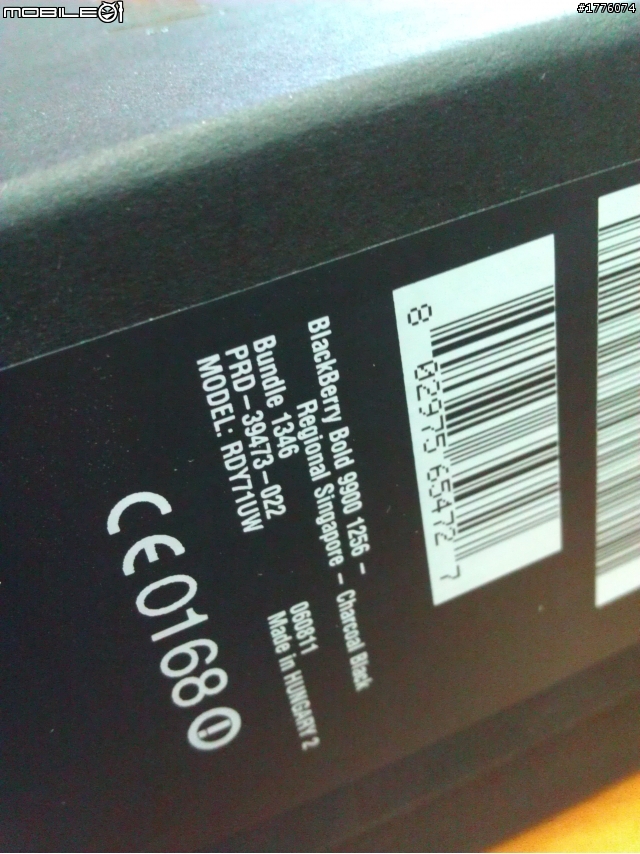 MOBILE01
#1776074
8 02975 65472 7
BlackBerry Bold 9900 1256 –
Regional Singapore – Charcoal Black
Bundle 1346
PRD–39473–022
MODEL: RDY71UW
060811
Made in HUNGARY 2
CE0168